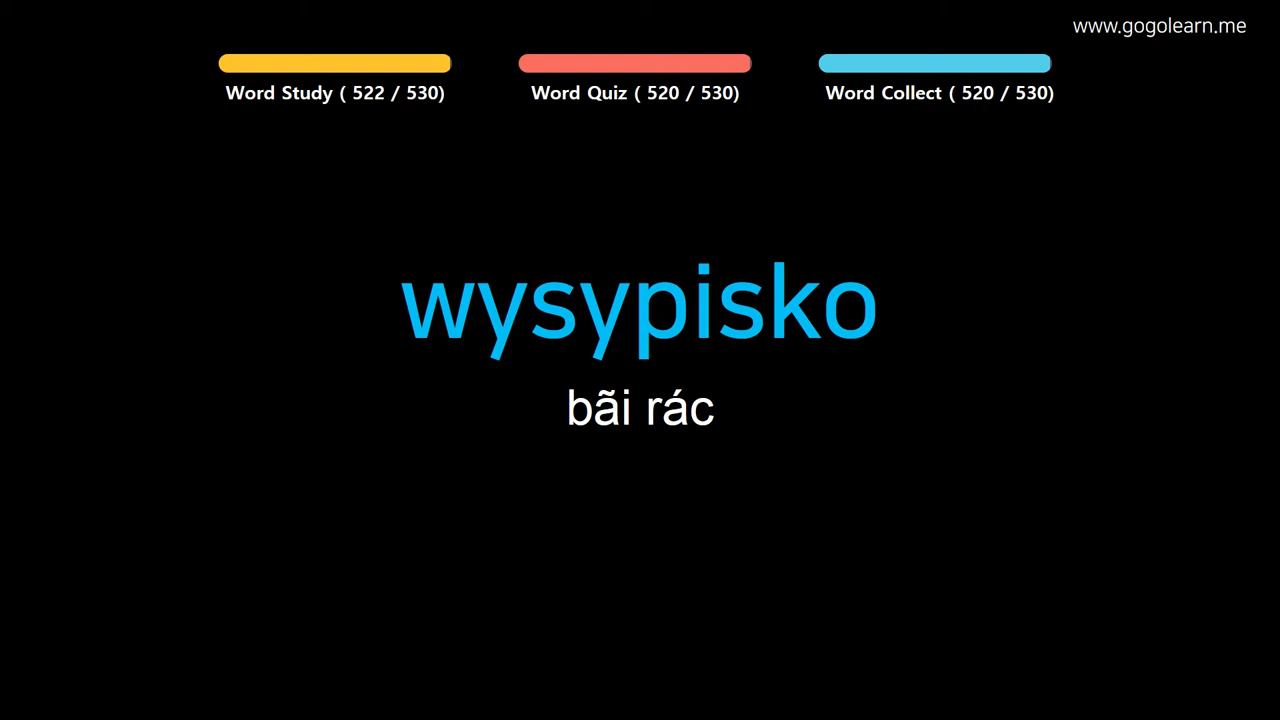 www.gogolearn.me
Word Study ( 522 / 530)
Word Quiz ( 520 / 530)
Word Collect ( 520 / 530)
wysypisko
bãi rác